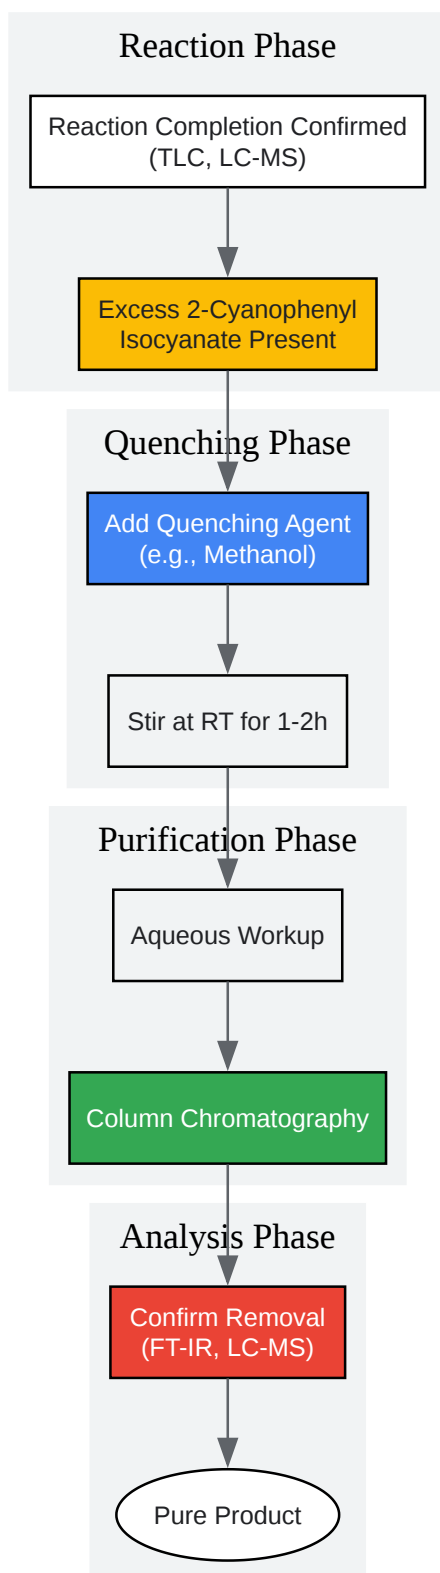 Reaction Phase
Reaction Completion Confirmed
(TLC, LC-MS)
Excess 2-Cyanophenyl
Isocyanate Present
Quenching Phase
Add Quenching Agent
(e.g., Methanol)
Stir at RT for 1-2h
Purification Phase
Aqueous Workup
Column Chromatography
Analysis Phase
Confirm Removal
(FT-IR, LC-MS)
Pure Product